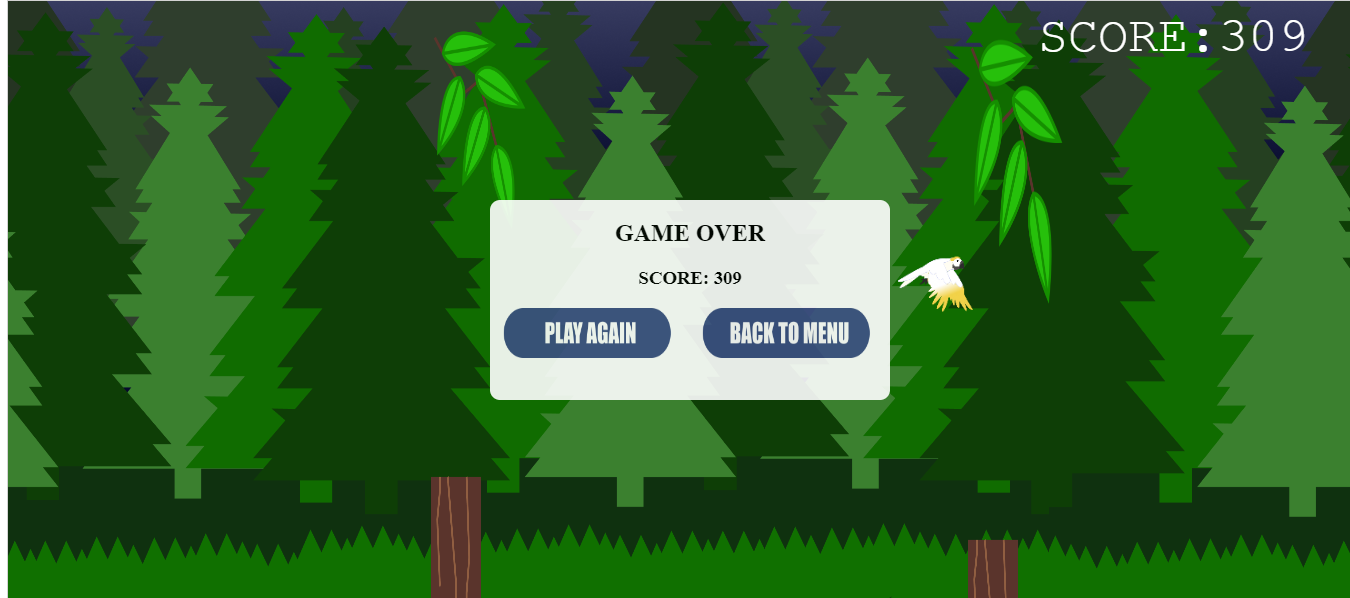 SCORE:309
GAME OVER
SCORE: 309
PLAY AGAIN
BACK TO MENU